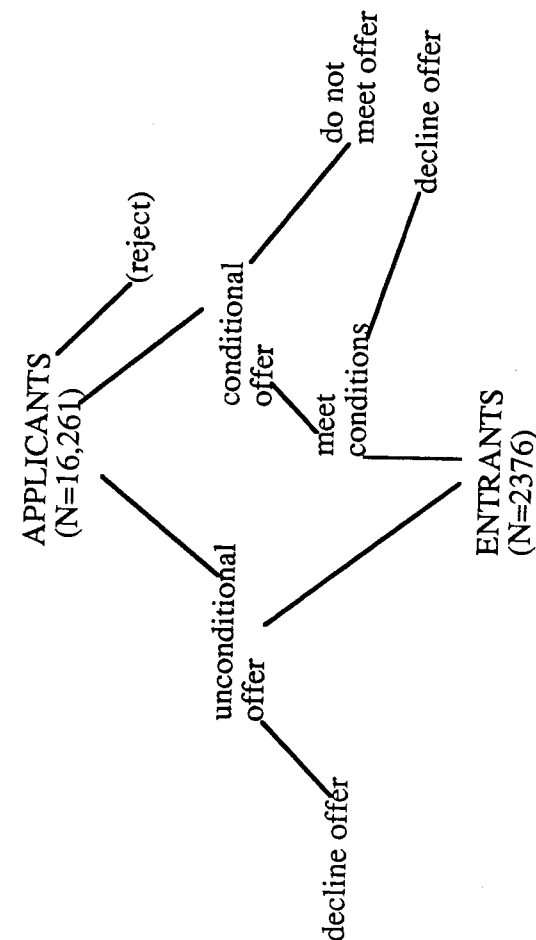 APPLICANTS
(N=16,261)
(reject)
unconditional
offer
conditional
offer
decline offer
meet
conditions
do not
meet offer
decline offer
ENTRANTS
(N=2376)